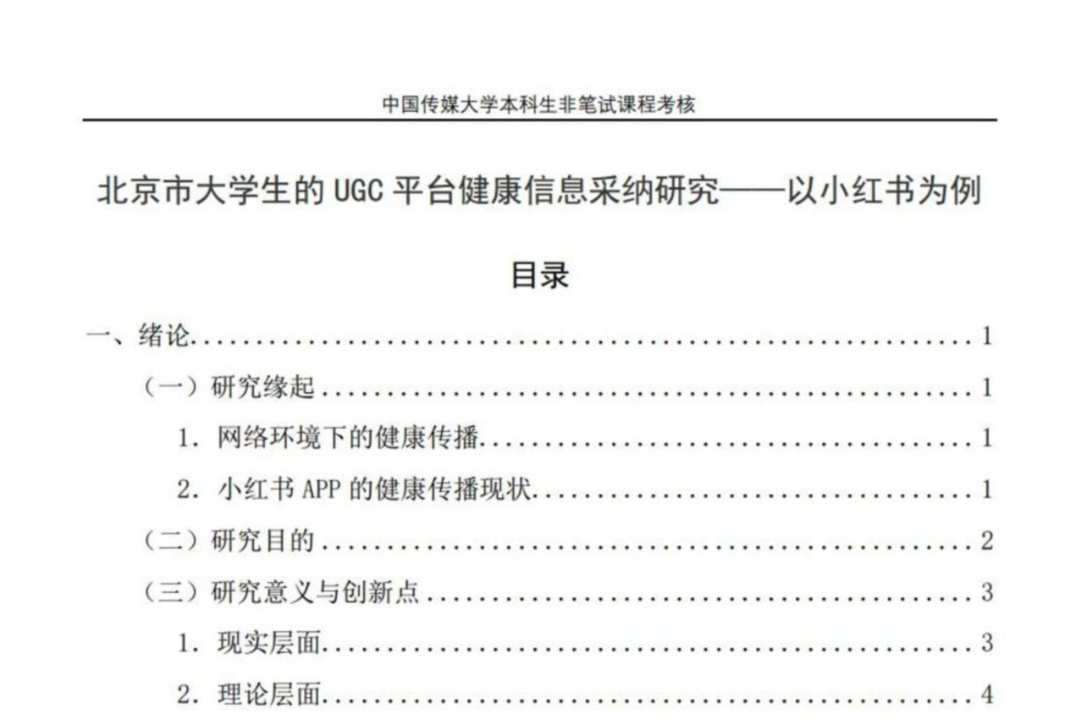 中国传媒大学本科生非笔试课程考核
北京市大学生的 UGC 平台健康信息采纳研究——以小红书为例
目录
一、绪论............................................................ 1
（一）研究缘起.................................................. 1
1. 网络环境下的健康传播...................................... 1
2. 小红书 APP 的健康传播现状.................................. 1
（二）研究目的.................................................. 2
（三）研究意义与创新点.......................................... 3
1. 现实层面.................................................. 3
2. 理论层面.................................................. 4